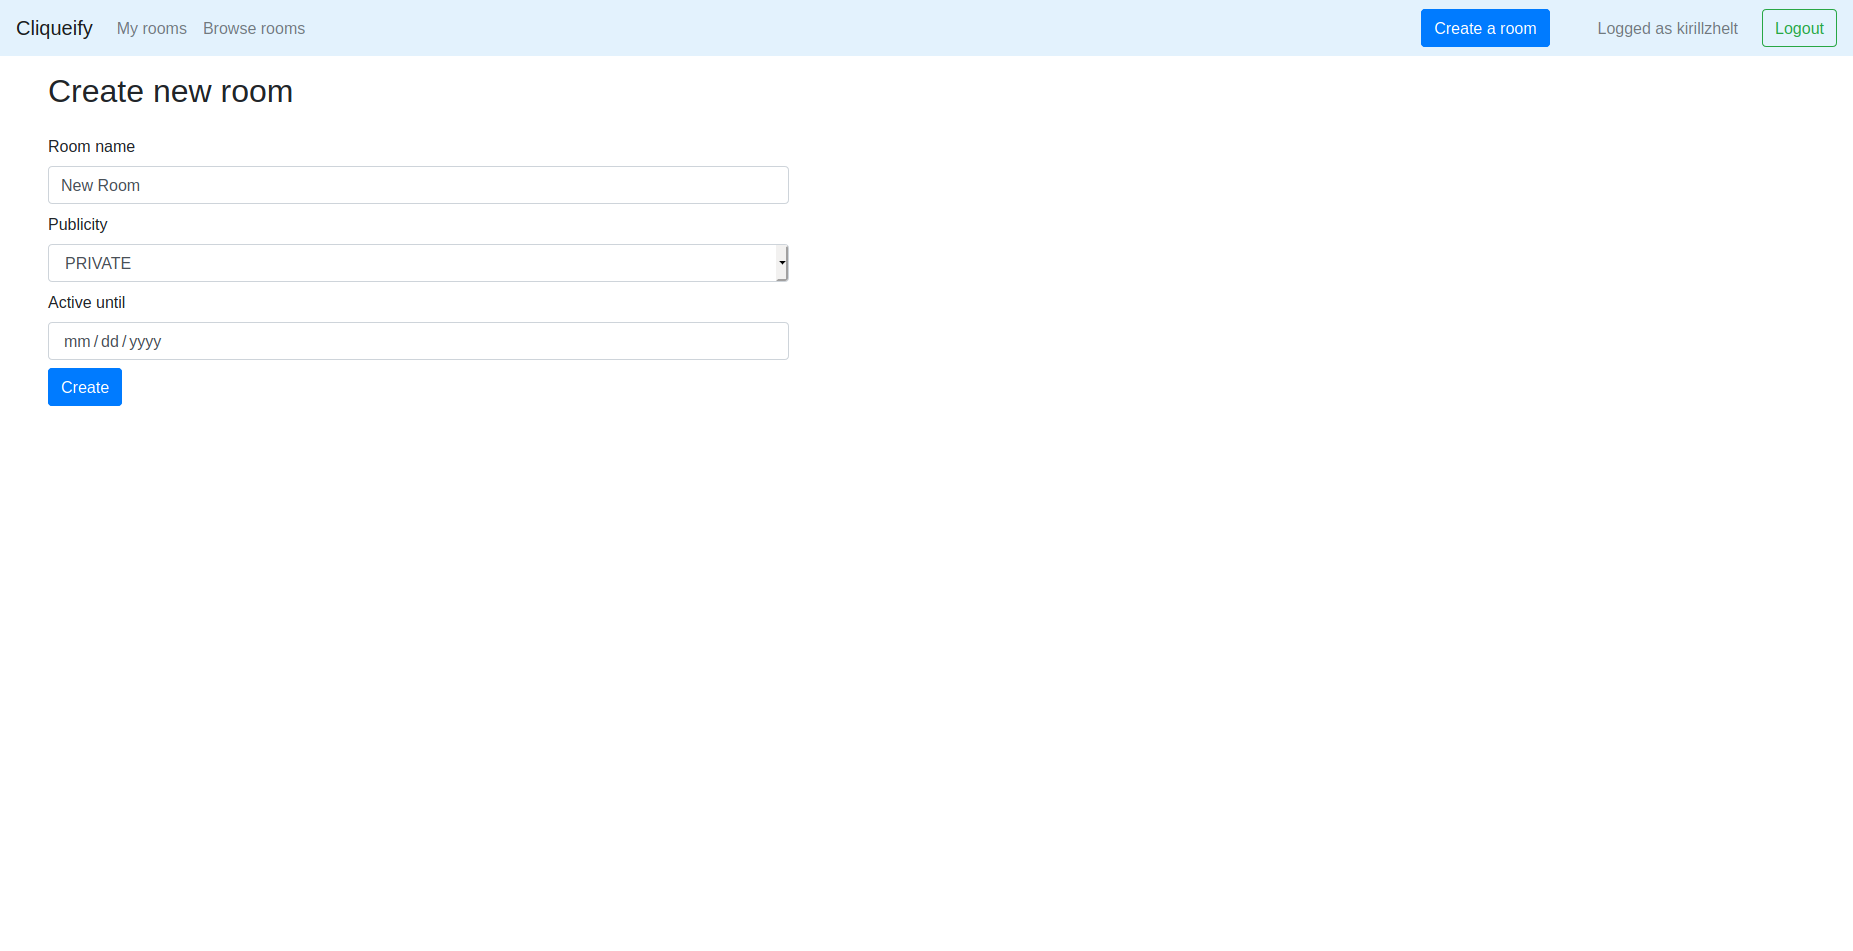 Cliqueify My rooms Browse rooms Create a room Logged as kirillzhelt Logout
Create new room
Room name
New Room
Publicity
PRIVATE
Active until
mm / dd / yyyy
Create